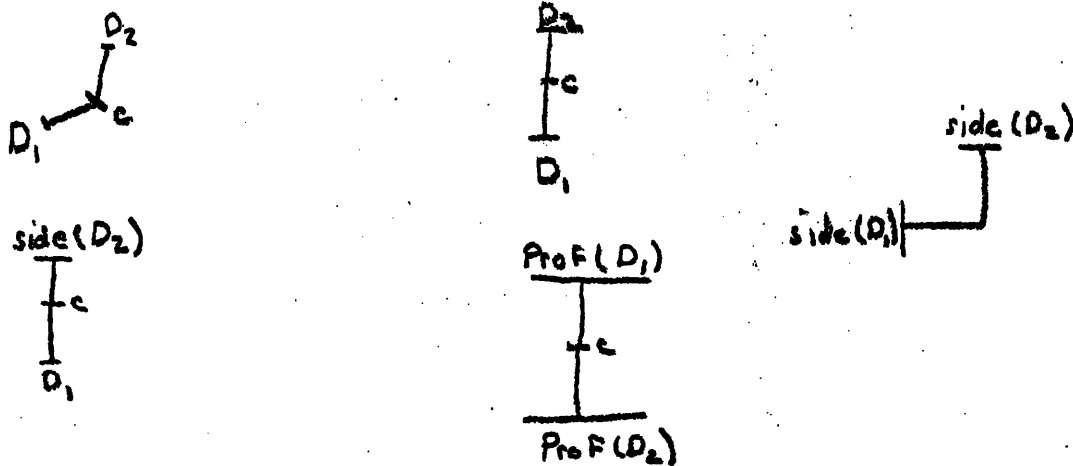 D₂
c
D₁
D₂
c
D₁
side (D₂)
side (D₁)
side (D₂)
c
D₁
ProF (D₁)
c
ProF (D₂)